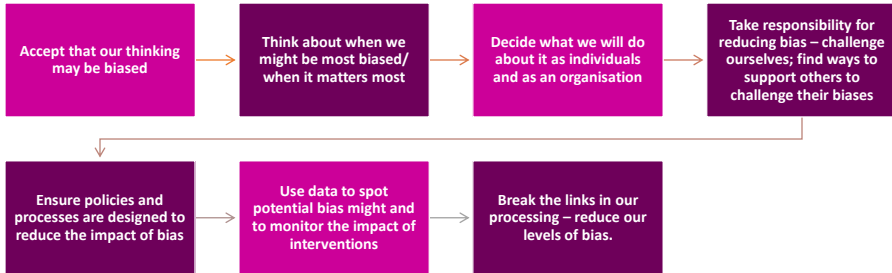 Accept that our thinking
may be biased
Think about when we
might be most biased/
when it matters most
Decide what we will do
about it as individuals
and as an organisation
Take responsibility for
reducing bias – challenge
ourselves; find ways to
support others to
challenge their biases
Ensure policies and
processes are designed to
reduce the impact of bias
Use data to spot
potential bias might and
to monitor the impact of
interventions
Break the links in our
processing – reduce our
levels of bias.